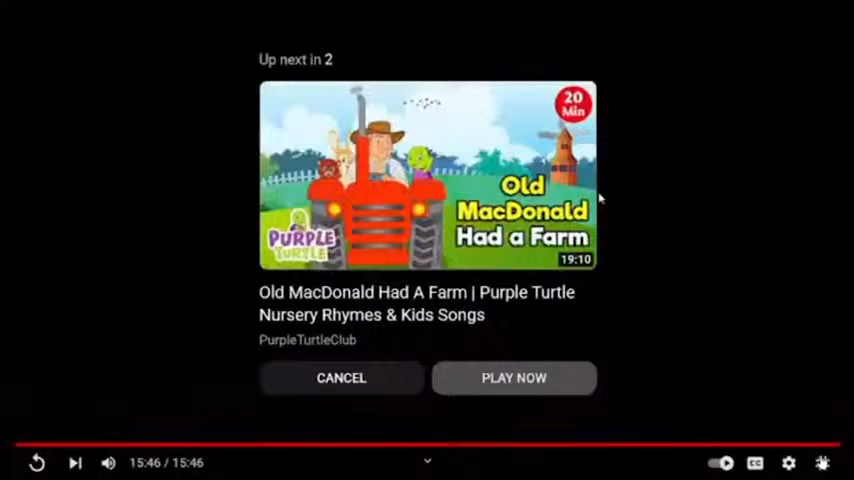 Up next in 2
20
Min
Old
MacDonald
Had a Farm
PURPLE
TURTLE
19:10
Old MacDonald Had A Farm | Purple Turtle
Nursery Rhymes & Kids Songs
PurpleTurtleClub
CANCEL
PLAY NOW
15:46 / 15:46
CC